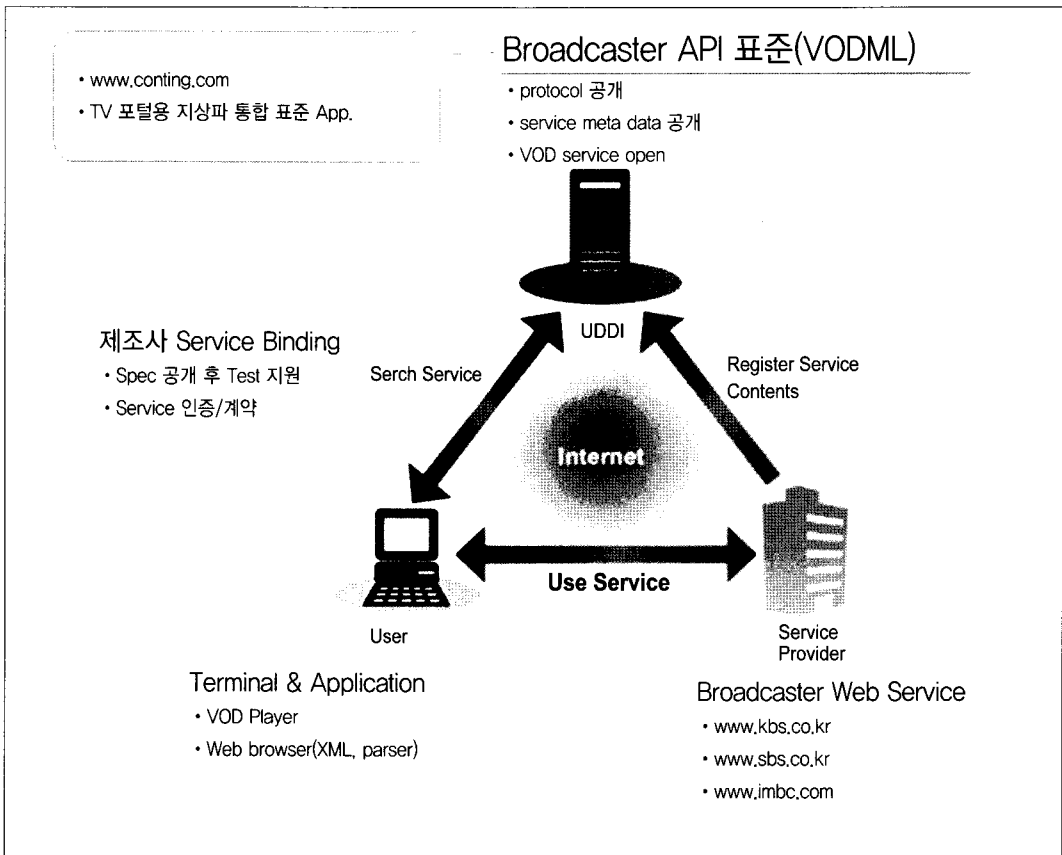 • www.conting.com
• TV 포털용 지상파 통합 표준 App.
Broadcaster API 표준(VODML)
• protocol 공개
• service meta data 공개
• VOD service open
UDDI
제조사 Service Binding
• Spec 공개 후 Test 지원
• Service 인증/계약
Serch Service
Register Service
Contents
Internet
Use Service
User
Service
Provider
Terminal & Application
• VOD Player
• Web browser(XML, parser)
Broadcaster Web Service
• www.kbs.co.kr
• www.sbs.co.kr
• www.imbc.com